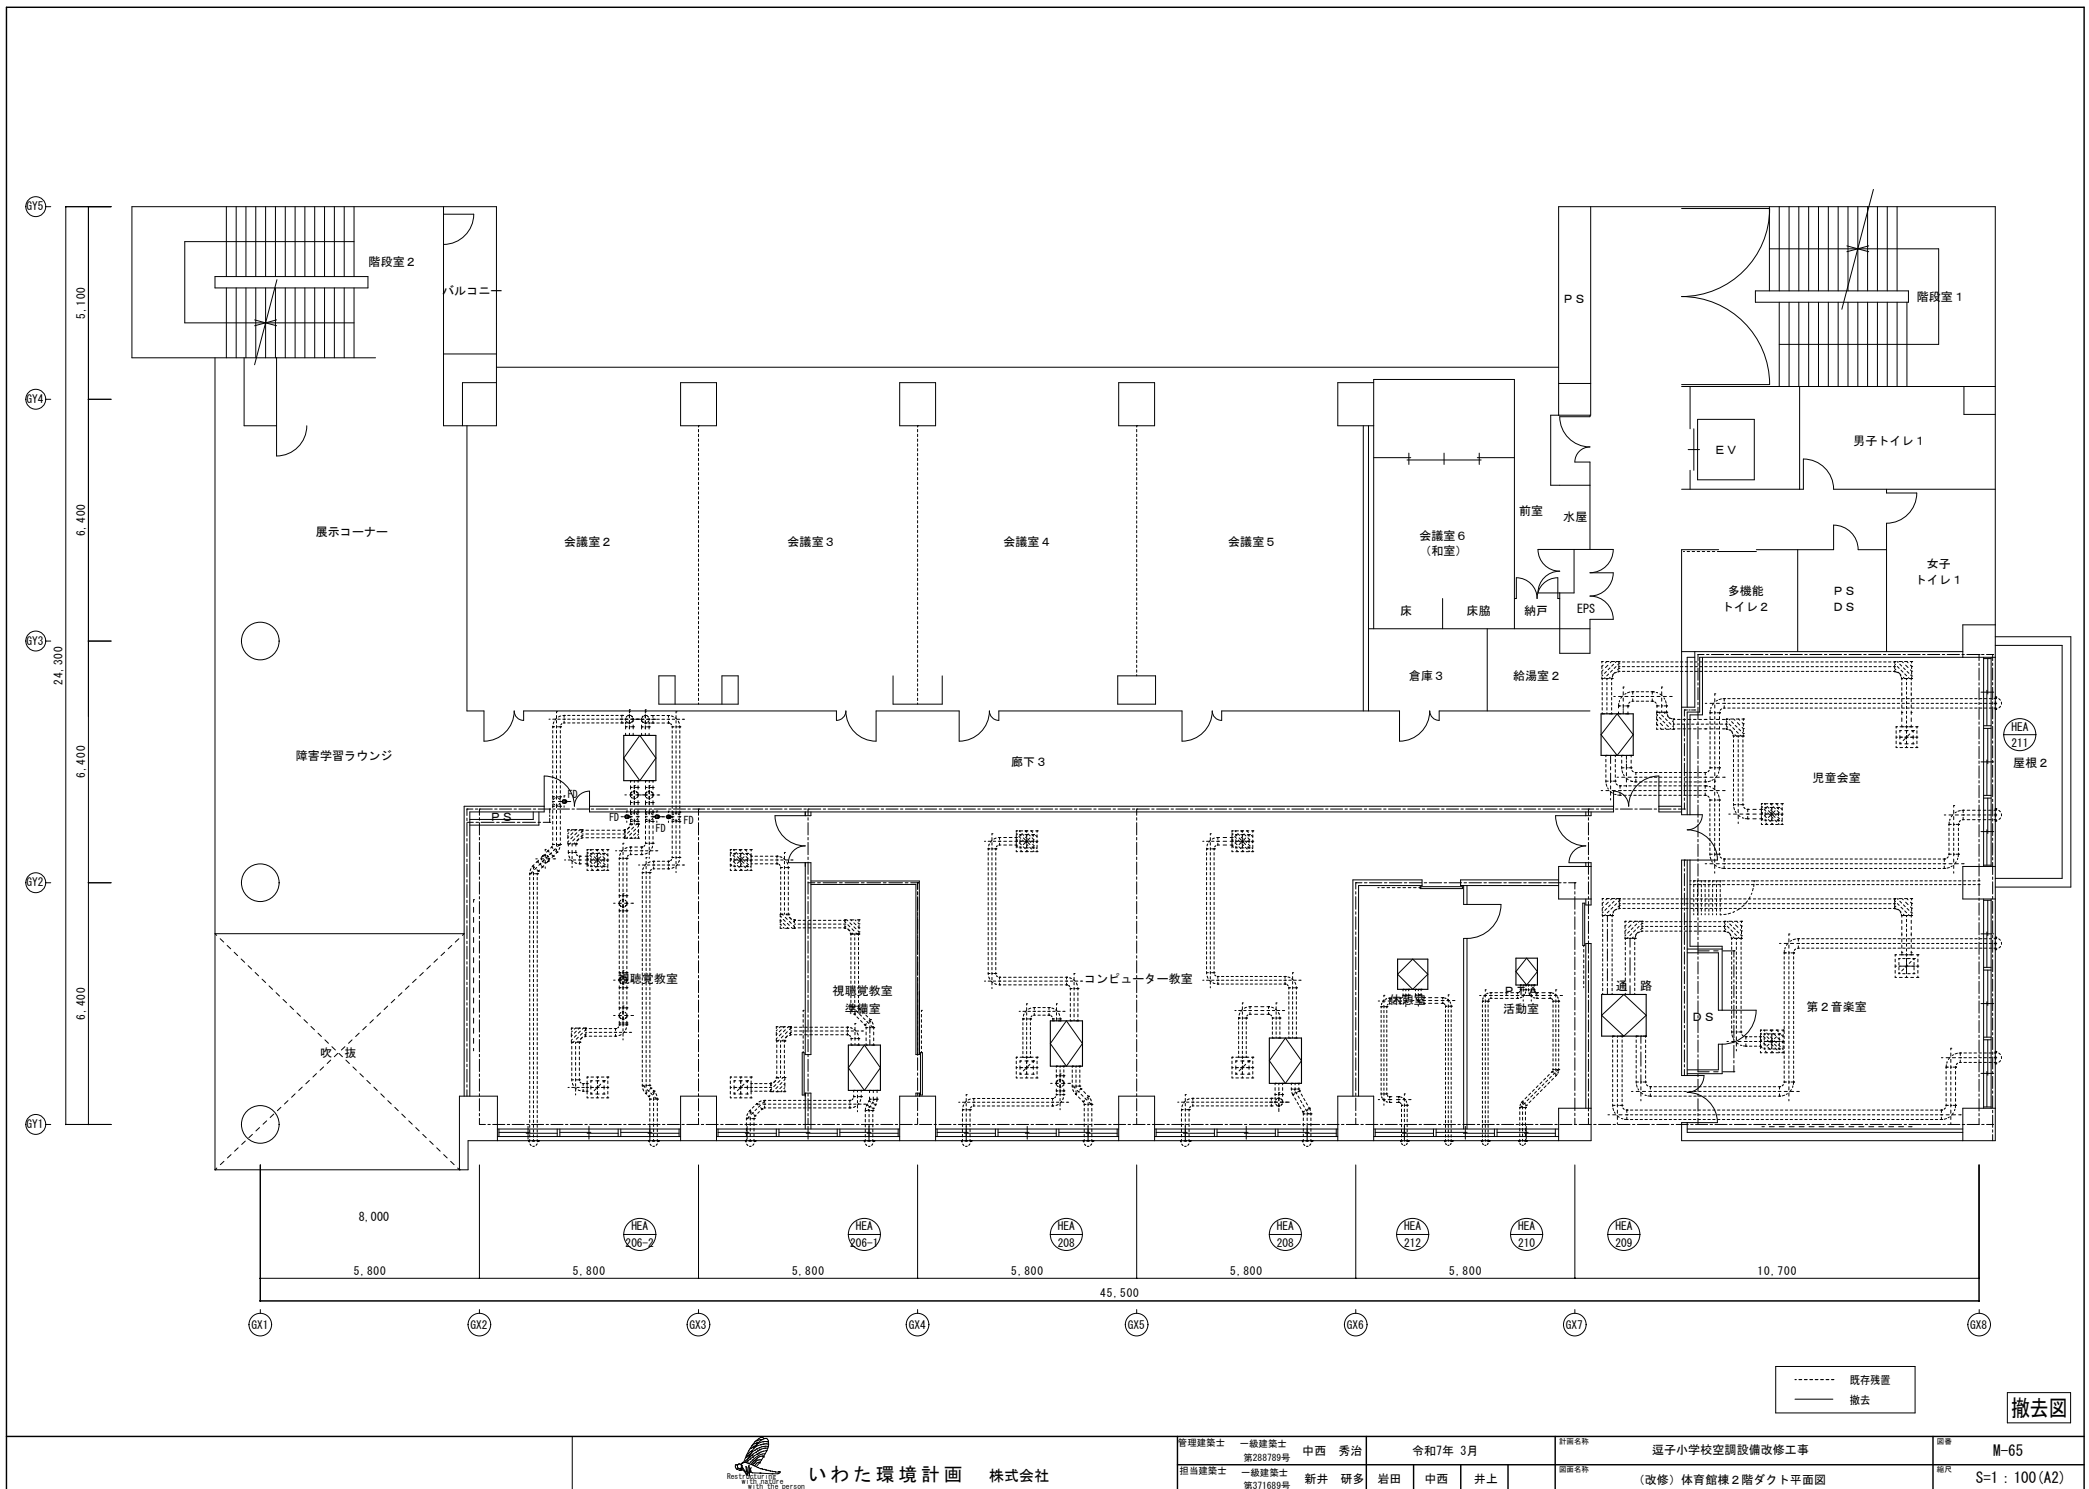 GY5
階段室2
バルコニー
PS
階段室1
5,100
GY4
EV
男子トイレ1
6,400
展示コーナー
会議室2
会議室3
会議室4
会議室5
会議室6
(和室)
前室
水屋
女子
トイレ1
多機能
トイレ2
PS
DS
床
床脇
納戸
EPS
GY3
24,300
倉庫3
給湯室2
HEA
211
屋根2
6,400
障害学習ラウンジ
廊下3
児童会室
FD
PS
FD
FD
FD
GY2
視聴覚教室
コンピューター教室
視聴覚教室
準備室
PTA
活動室
通路
第2音楽室
DS
6,400
吹抜
GY1
8,000
HEA
206-2
HEA
206-1
HEA
208
HEA
208
HEA
212
HEA
210
HEA
209
5,800
5,800
5,800
5,800
5,800
5,800
10,700
45,500
GX1
GX2
GX3
GX4
GX5
GX6
GX7
GX8
既存残置
撤去
撤去図
Restructuring
with nature
with the person
いわた環境計画 株式会社
管理建築士
一級建築士
第288789号
中西 秀治
令和7年 3月
担当建築士
一級建築士
第371689号
新井 研多
岩田
中西
井上
計画名称
逗子小学校空調設備改修工事
図番
M-65
図面名称
(改修)体育館棟2階ダクト平面図
縮尺
S=1:100(A2)